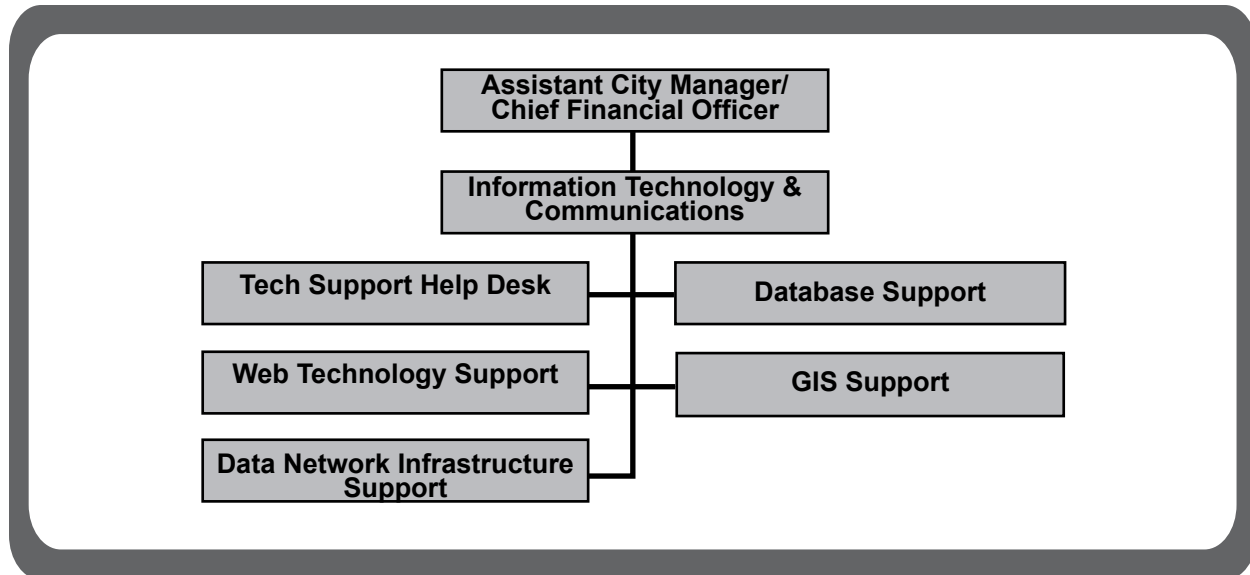 Assistant City Manager/
Chief Financial Officer
Information Technology &
Communications
Tech Support Help Desk
Database Support
Web Technology Support
GIS Support
Data Network Infrastructure
Support